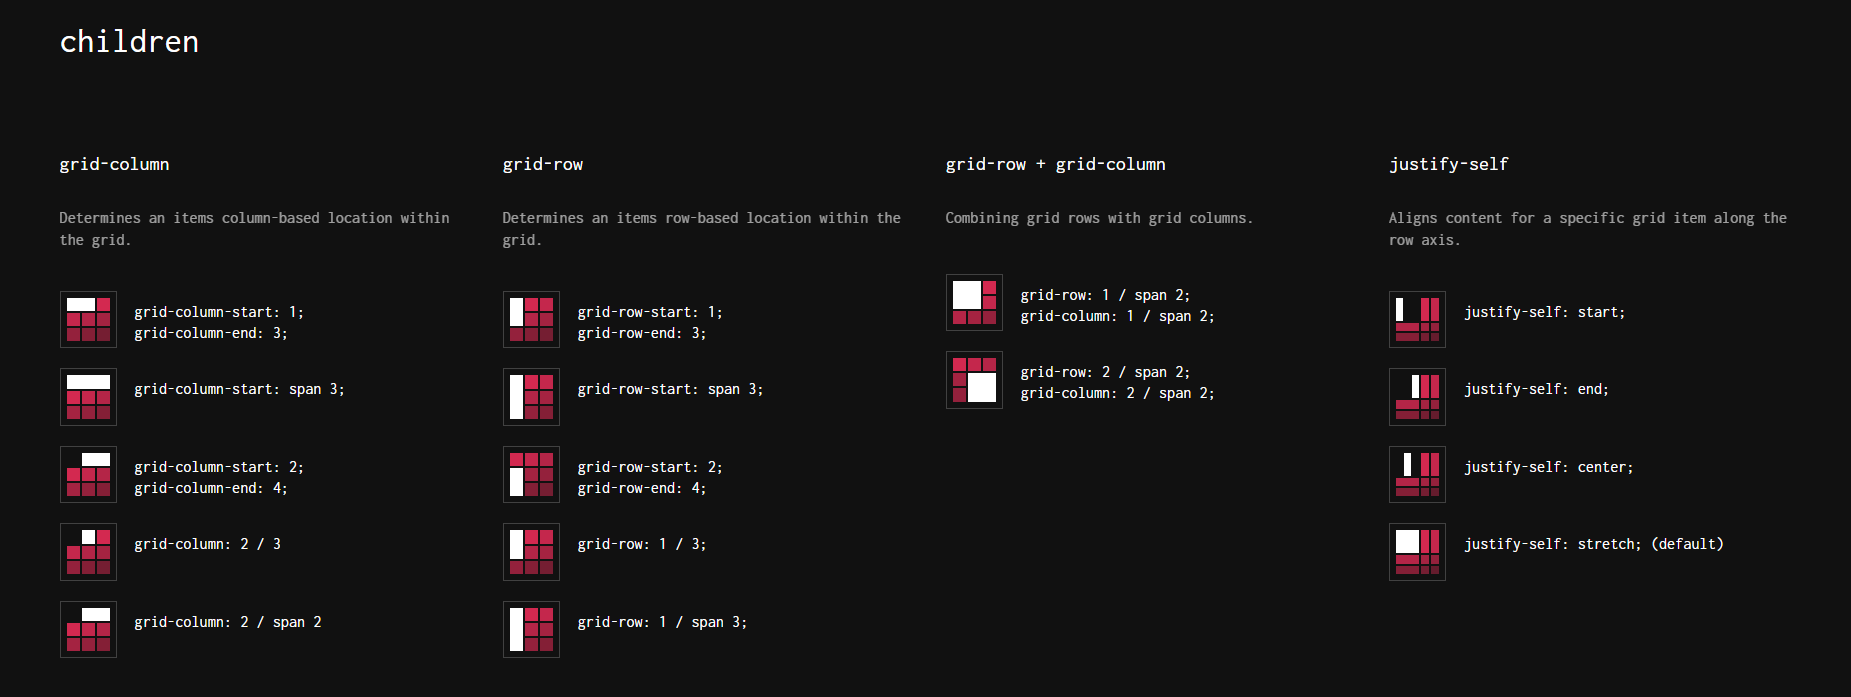 children
grid-column
Determines an items column-based location within
the grid.
grid-column-start: 1;
grid-column-end: 3;
grid-column-start: span 3;
grid-column-start: 2;
grid-column-end: 4;
grid-column: 2 / 3
grid-column: 2 / span 2
grid-row
Determines an items row-based location within the
grid.
grid-row-start: 1;
grid-row-end: 3;
grid-row-start: span 3;
grid-row-start: 2;
grid-row-end: 4;
grid-row: 1 / 3;
grid-row: 1 / span 3;
grid-row + grid-column
Combining grid rows with grid columns.
grid-row: 1 / span 2;
grid-column: 1 / span 2;
grid-row: 2 / span 2;
grid-column: 2 / span 2;
justify-self
Aligns content for a specific grid item along the
row axis.
justify-self: start;
justify-self: end;
justify-self: center;
justify-self: stretch; (default)